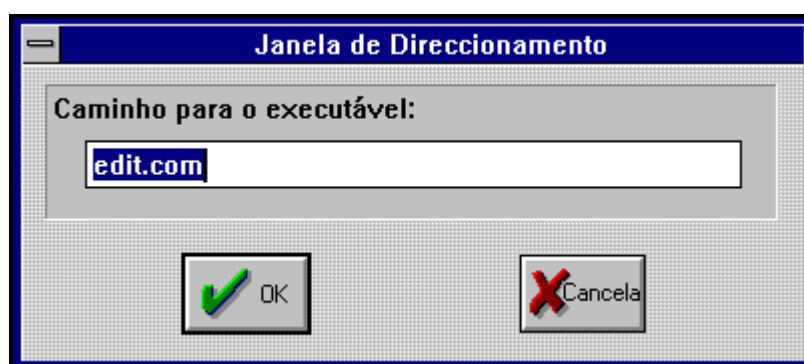 Janela de Direccionamento
Caminho para o executável:
edit.com
OK
Cancela